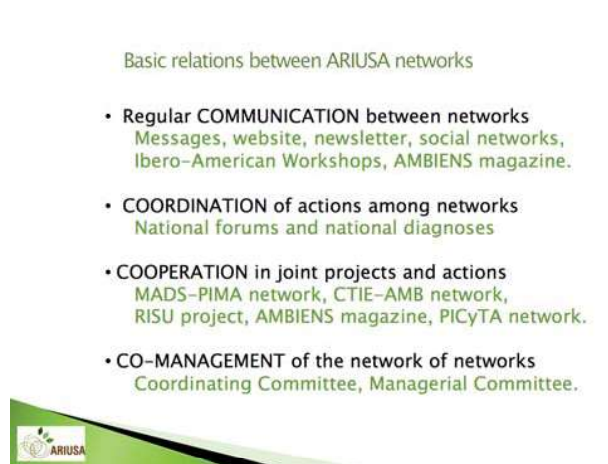 Basic relations between ARIUSA networks
• Regular COMMUNICATION between networks
Messages, website, newsletter, social networks,
Ibero-American Workshops, AMBIENS magazine.
• COORDINATION of actions among networks
National forums and national diagnoses
• COOPERATION in joint projects and actions
MADS-PIMA network, CTIE-AMB network,
RISU project, AMBIENS magazine, PICyTA network.
• CO-MANAGEMENT of the network of networks
Coordinating Committee, Managerial Committee.
ARIUSA